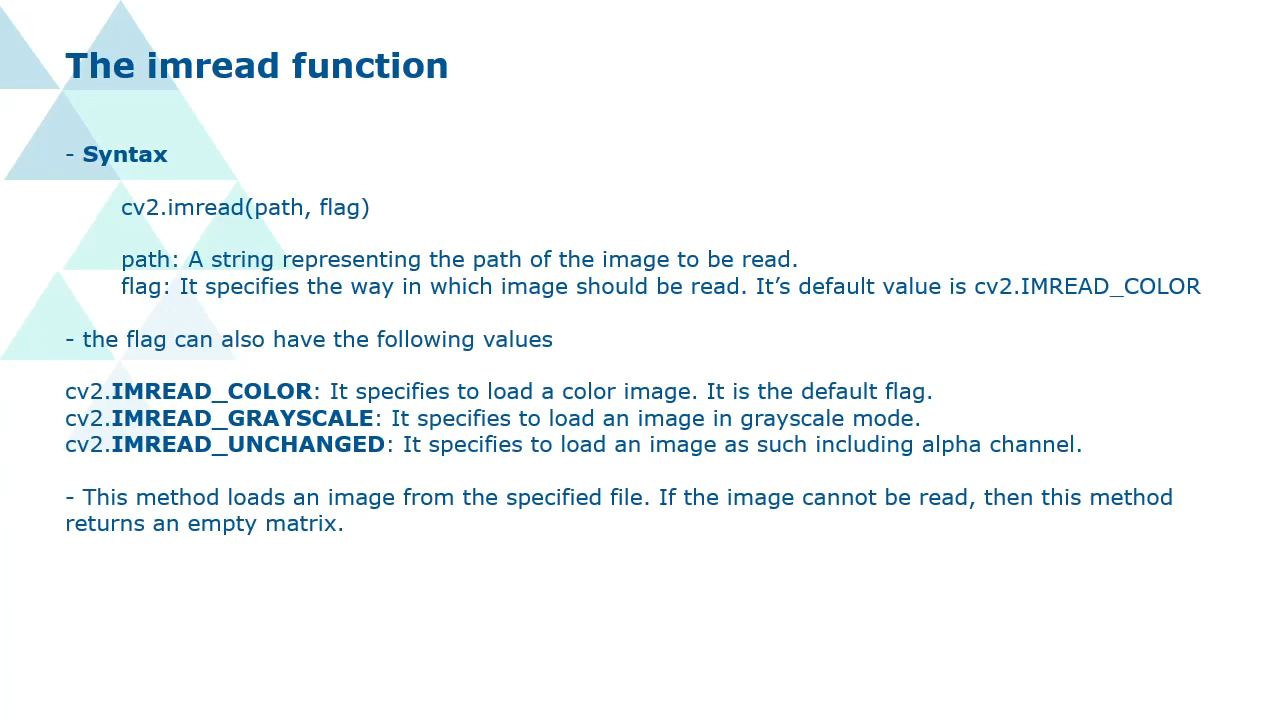 The imread function
- Syntax
cv2.imread(path, flag)
path: A string representing the path of the image to be read.
flag: It specifies the way in which image should be read. It’s default value is cv2.IMREAD_COLOR
- the flag can also have the following values
cv2.IMREAD_COLOR: It specifies to load a color image. It is the default flag.
cv2.IMREAD_GRAYSCALE: It specifies to load an image in grayscale mode.
cv2.IMREAD_UNCHANGED: It specifies to load an image as such including alpha channel.
- This method loads an image from the specified file. If the image cannot be read, then this method
returns an empty matrix.